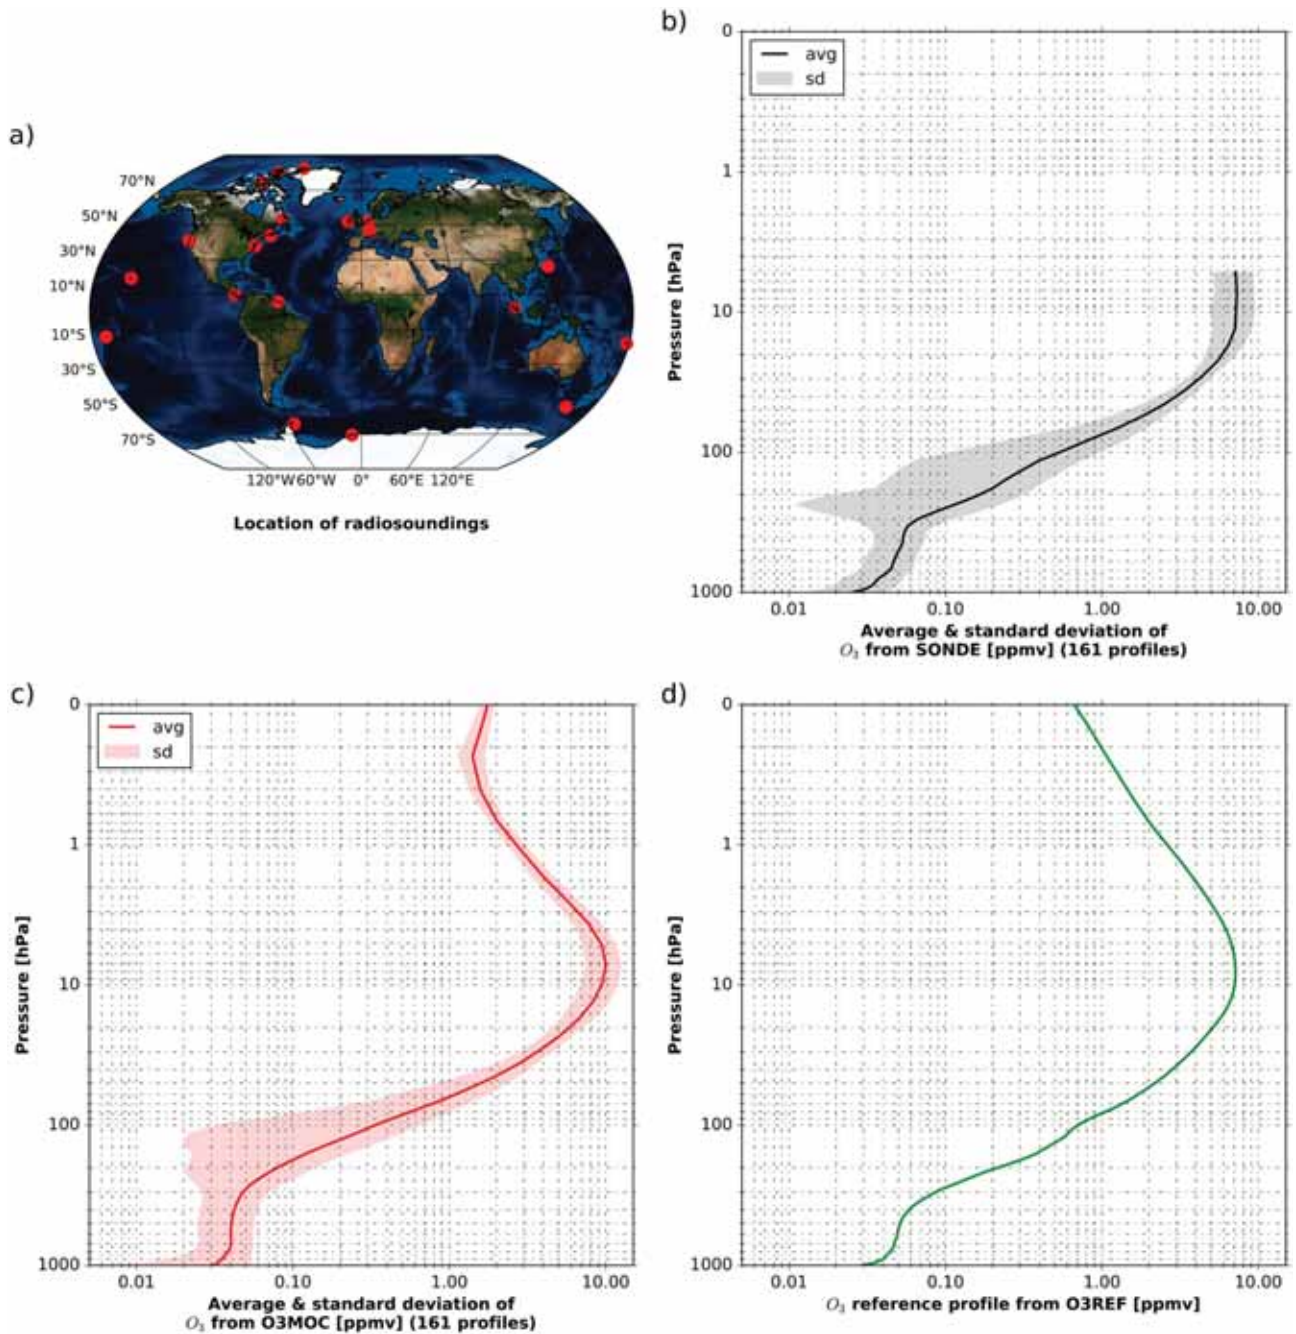 a)
70°N
50°N
30°N
10°N
10°S
30°S
50°S
70°S
120°W60°W 0° 60°E 120°E
Location of radiosoundings
b)
avg
sd
Pressure [hPa]
0
1
10
100
1000
0.01 0.10 1.00 10.00
Average & standard deviation of
O₃ from SONDE [ppmv] (161 profiles)
c)
avg
sd
Pressure [hPa]
0
1
10
100
1000
0.01 0.10 1.00 10.00
Average & standard deviation of
O₃ from O3MOC [ppmv] (161 profiles)
d)
Pressure [hPa]
0
1
10
100
1000
0.01 0.10 1.00 10.00
O₃ reference profile from O3REF [ppmv]